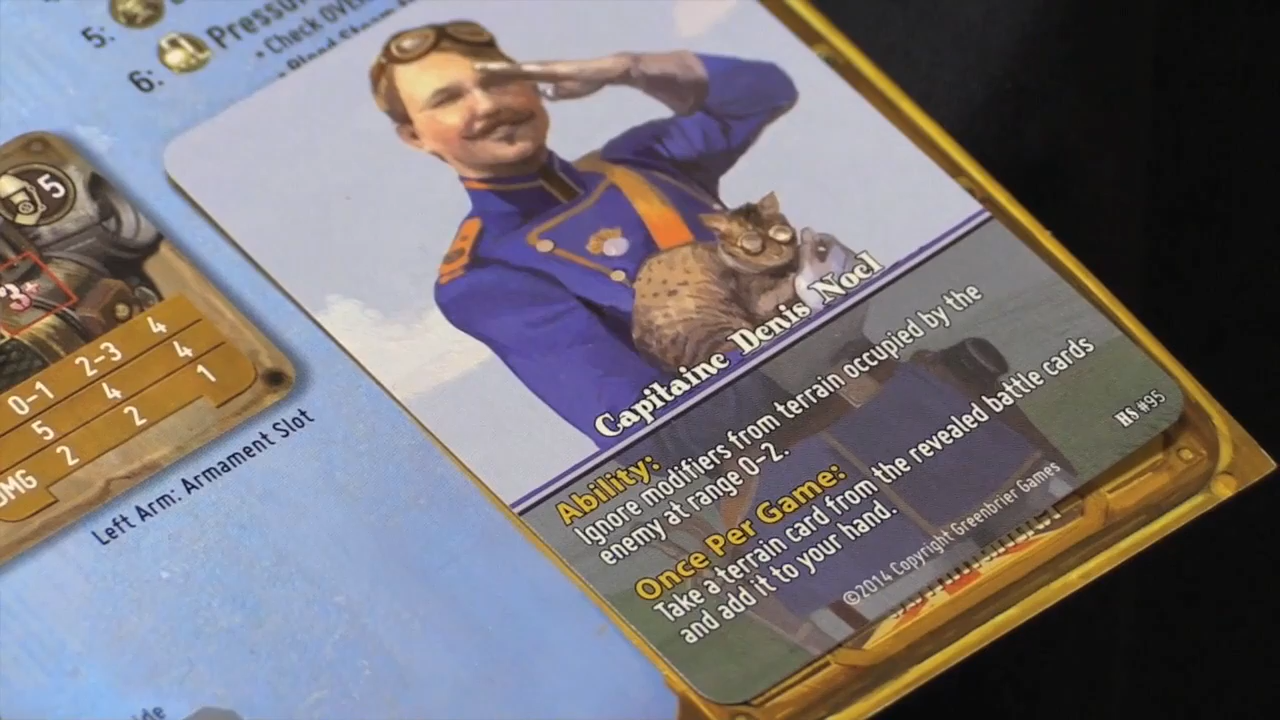 5:
6: Pressur
• Check OVE
5
3+
0-1 2-3 4
5 4 4
DMG 2 2 1
Left Arm: Armament Slot
Capitaine Denis Noel
Ability:
Ignore modifiers from terrain occupied by the
enemy at range 0-2.
Once Per Game:
Take a terrain card from the revealed battle cards
and add it to your hand.
HS #95
©2014 Copyright Greenbrier Games